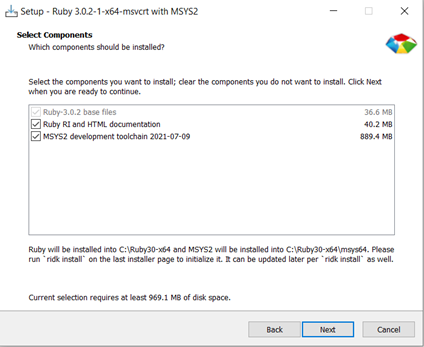 Setup - Ruby 3.0.2-1-x64-msvcrt with MSYS2
Select Components
Which components should be installed?
Select the components you want to install; clear the components you do not want to install. Click Next
when you are ready to continue.
Ruby-3.0.2 base files 36.6 MB
Ruby RI and HTML documentation 40.2 MB
MSYS2 development toolchain 2021-07-09 889.4 MB
Ruby will be installed into C:\Ruby30-x64 and MSYS2 will be installed into C:\Ruby30-x64\msys64. Please
run `ridk install` on the last installer page to initialize it. It can be updated later per `ridk install` as well.
Current selection requires at least 969.1 MB of disk space.
Back Next Cancel